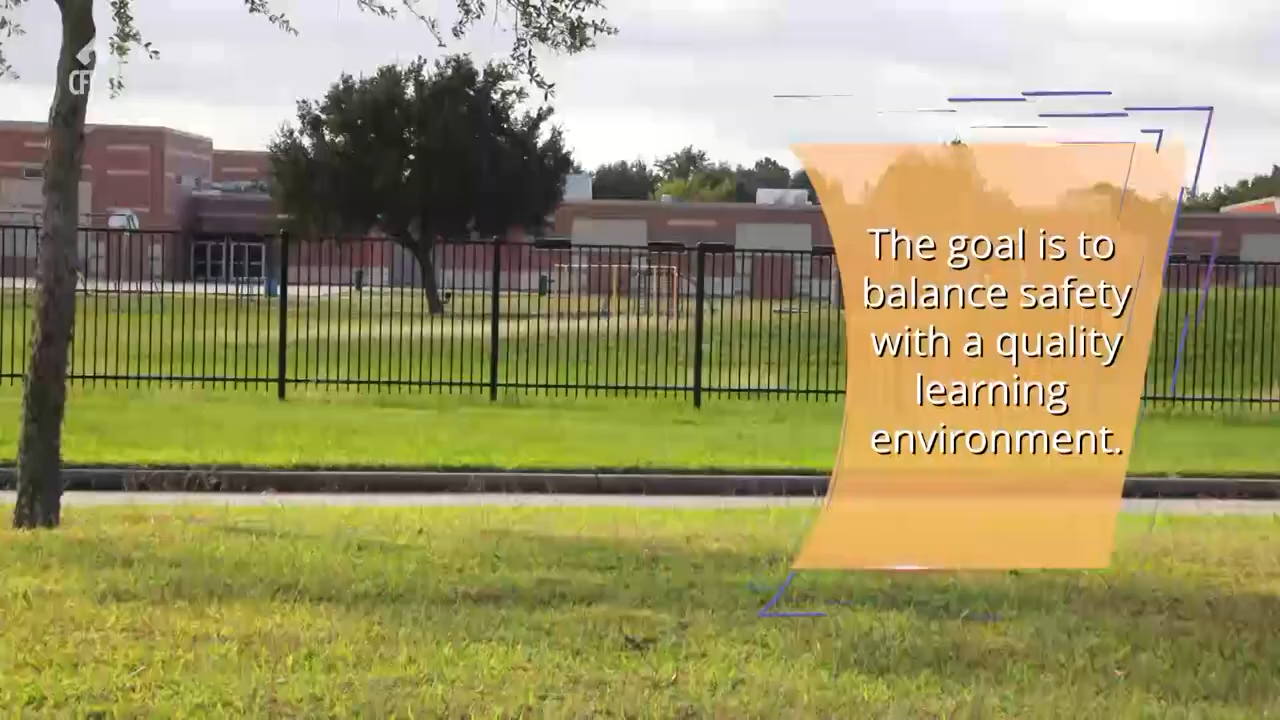 The goal is to
balance safety
with a quality
learning
environment.